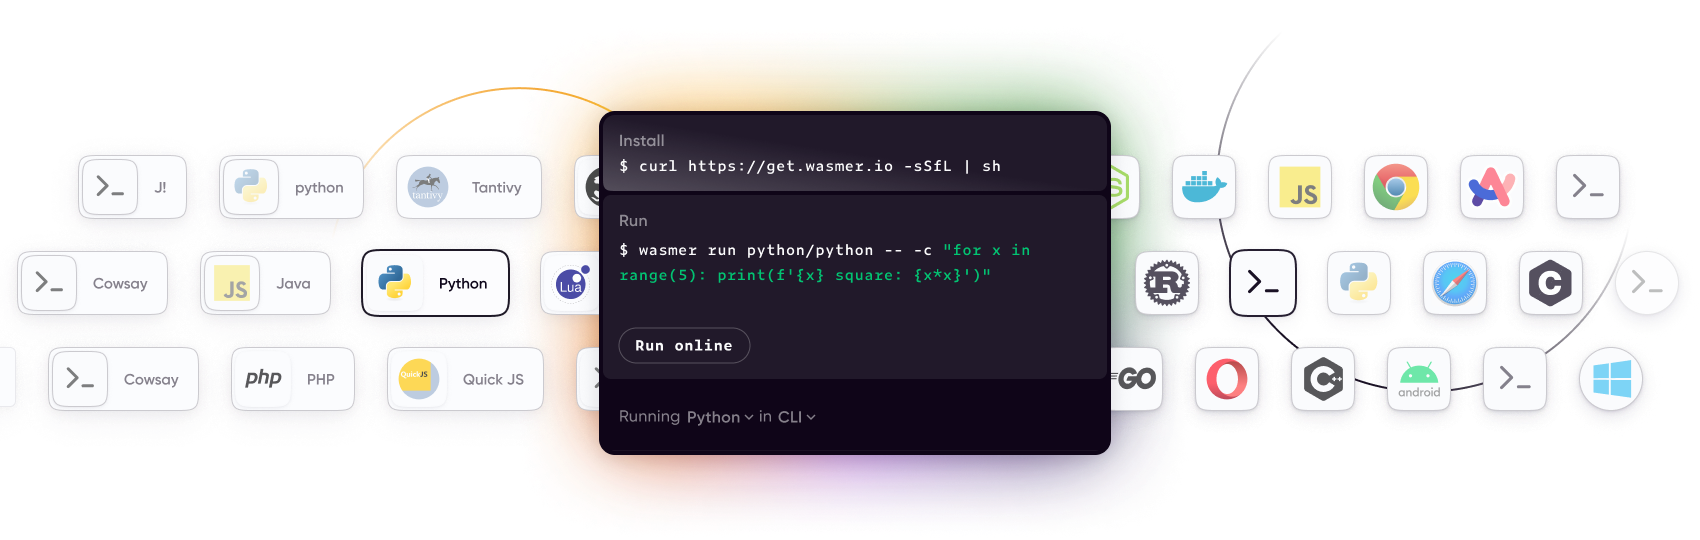 Install
$ curl https://get.wasmer.io -sSfL | sh
J!
python
tantivy
Tantivy
JS
Run
$ wasmer run python/python -- -c "for x in
range(5): print(f'{x} square: {x*x}')"
Cowsay
JS
Java
Python
Lua
R
C
Run online
Cowsay
php
PHP
QuickJS
Quick JS
GO
C++
android
Running Python in CLI